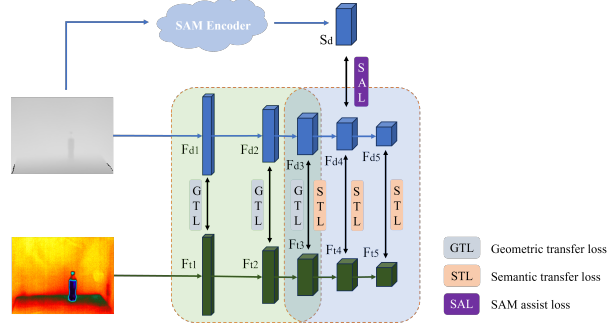 SAM Encoder
Sd
SAL
Fd1
Fd2
Fd3
Fd4
Fd5
GTL
GTL
GTL
STL
STL
STL
Ft1
Ft2
Ft3
Ft4
Ft5
GTL Geometric transfer loss
STL Semantic transfer loss
SAL SAM assist loss